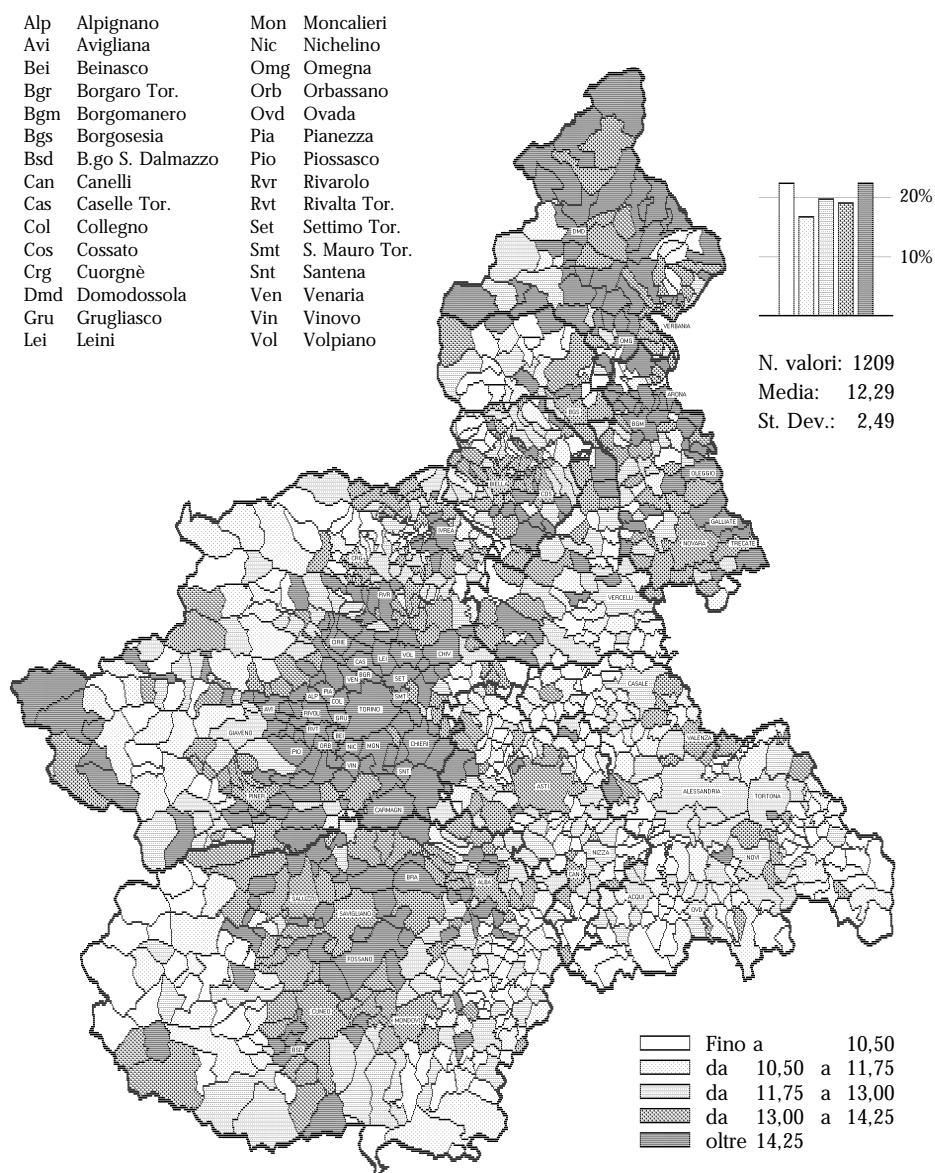 Alp Alpignano
Avi Avigliana
Bei Beinasco
Bgr Borgaro Tor.
Bgm Borgomanero
Bgs Borgosesia
Bsd B.go S. Dalmazzo
Can Canelli
Cas Caselle Tor.
Col Collegno
Cos Cossato
Crg Cuorgnè
Dmd Domodossola
Gru Grugliasco
Lei Leini
Mon Moncalieri
Nic Nichelino
Omg Omegna
Orb Orbassano
Ovd Ovada
Pia Pianezza
Pio Piossasco
Rvr Rivarolo
Rvt Rivalta Tor.
Set Settimo Tor.
Smt S. Mauro Tor.
Snt Santena
Ven Venaria
Vin Vinovo
Vol Volpiano
20%
10%
N. valori: 1209
Media: 12,29
St. Dev.: 2,49
DMD
VERBANIA
OMG
ARONA
BGS
BGM
OLEGGIO
BIELLA
GALLIATE
IVREA
NOVARA
TRECATE
CRG
RVR
VERCELLI
CIRIE
CAS
LEI
VOL
CHIV
BGR
VEN
SET
CASALE
ALP
PIA
COL
SMT
AVI
RIVOL
TORINO
GRU
GIAVENO
RVT
BEI
VALENZA
PIO
ORB
NIC
MON
CHIERI
VIN
SNT
ASTI
ALESSANDRIA
TORTONA
PINER
CARMAGN
NIZZA
NOVI
BRA
ALBA
CAN
SALUZ
ACQUI
SAVIGLIANO
OVD
FOSSANO
CUNEO
MONDOVI
BSD
Fino a 10,50
da 10,50 a 11,75
da 11,75 a 13,00
da 13,00 a 14,25
oltre 14,25